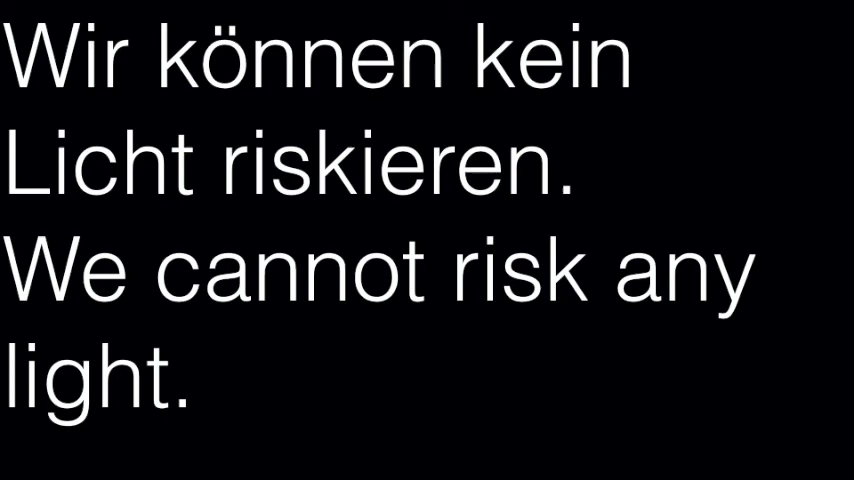 Wir können kein
Licht riskieren.
We cannot risk any
light.